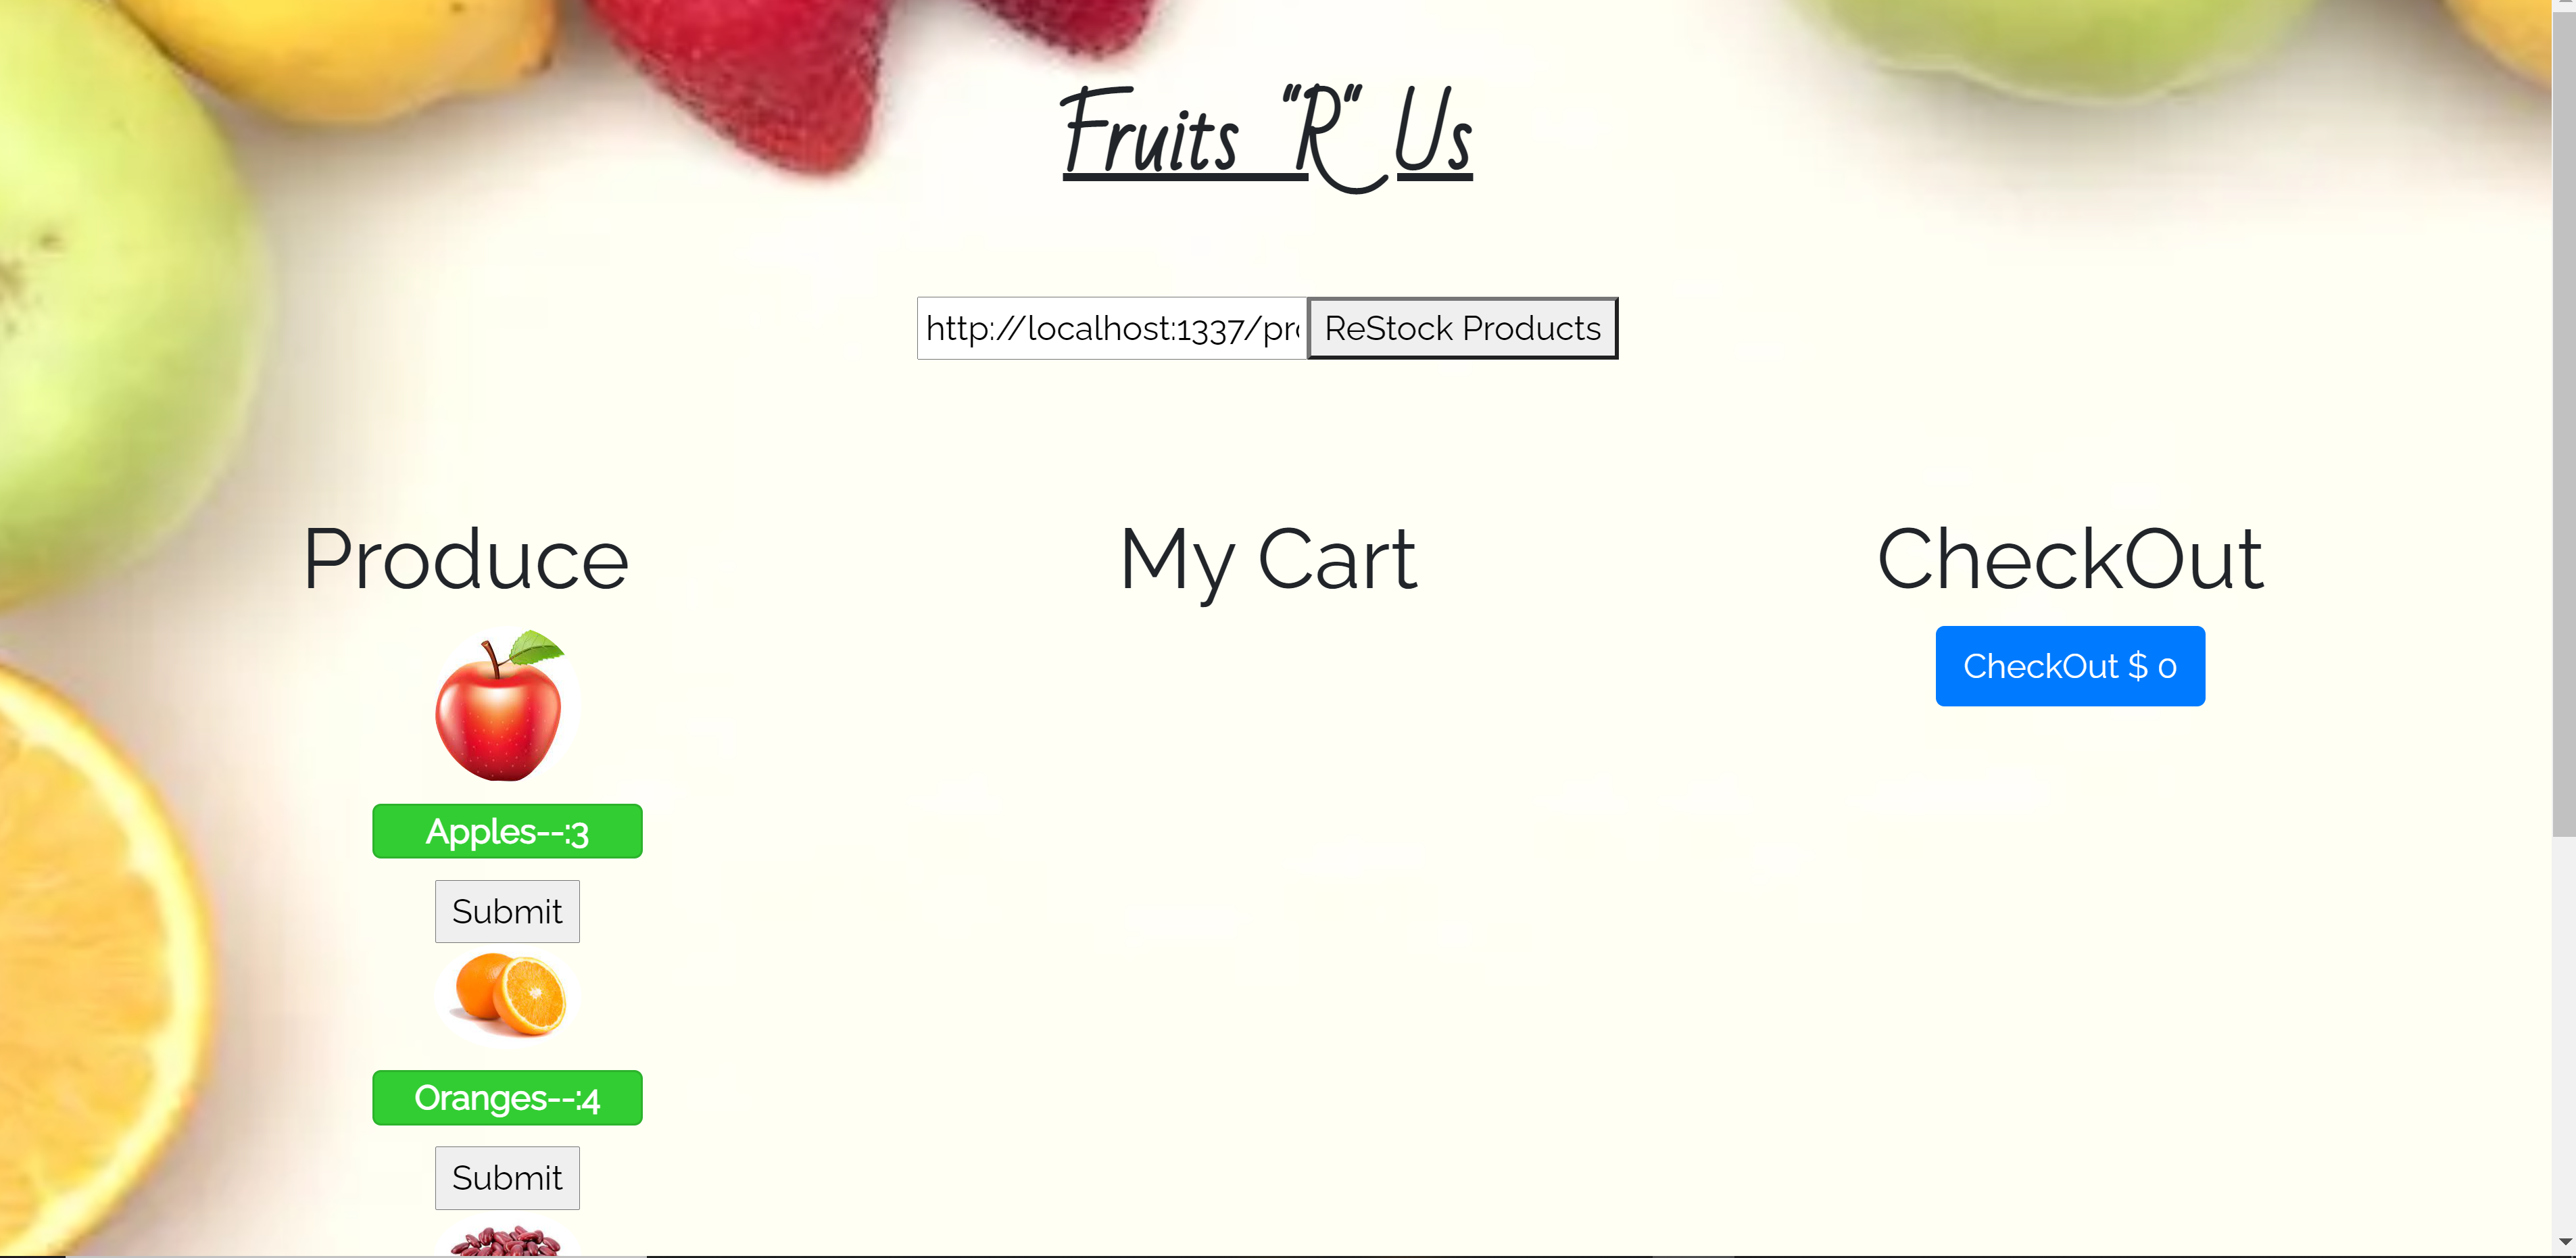 Fruits "R" Us
http://localhost:1337/pr
ReStock Products
Produce
My Cart
CheckOut
CheckOut $ 0
Apples--:3
Submit
Oranges--:4
Submit